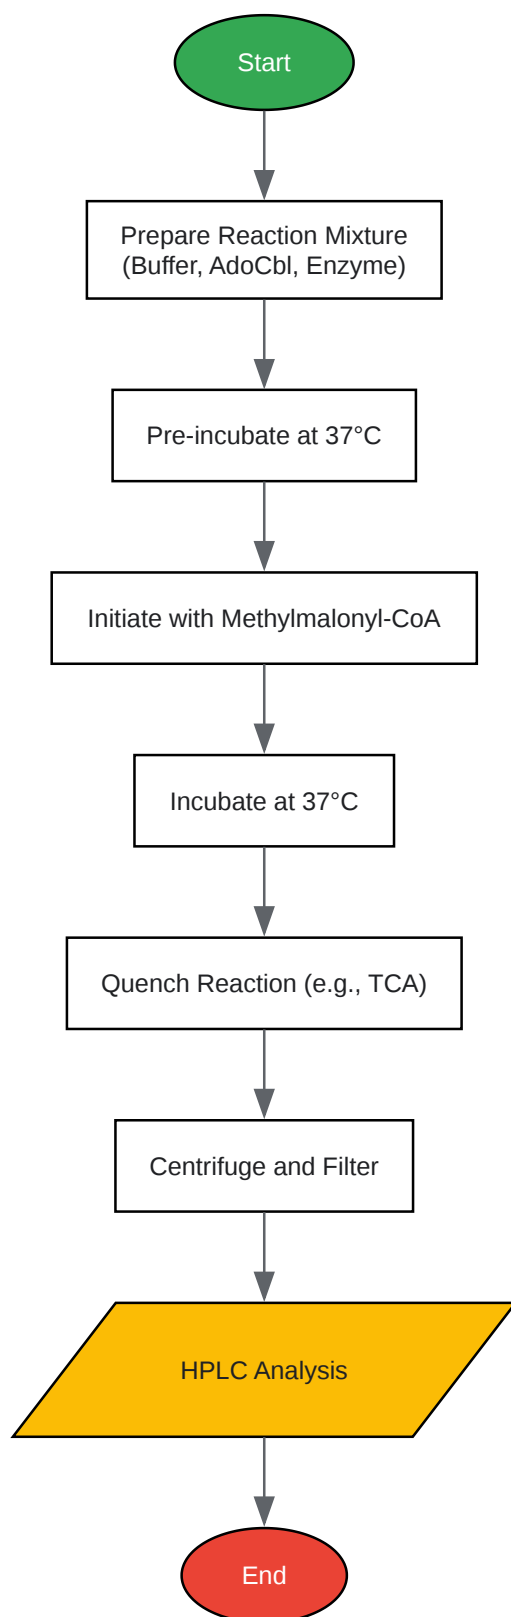 Start
Prepare Reaction Mixture
(Buffer, AdoCbl, Enzyme)
Pre-incubate at 37°C
Initiate with Methylmalonyl-CoA
Incubate at 37°C
Quench Reaction (e.g., TCA)
Centrifuge and Filter
HPLC Analysis
End